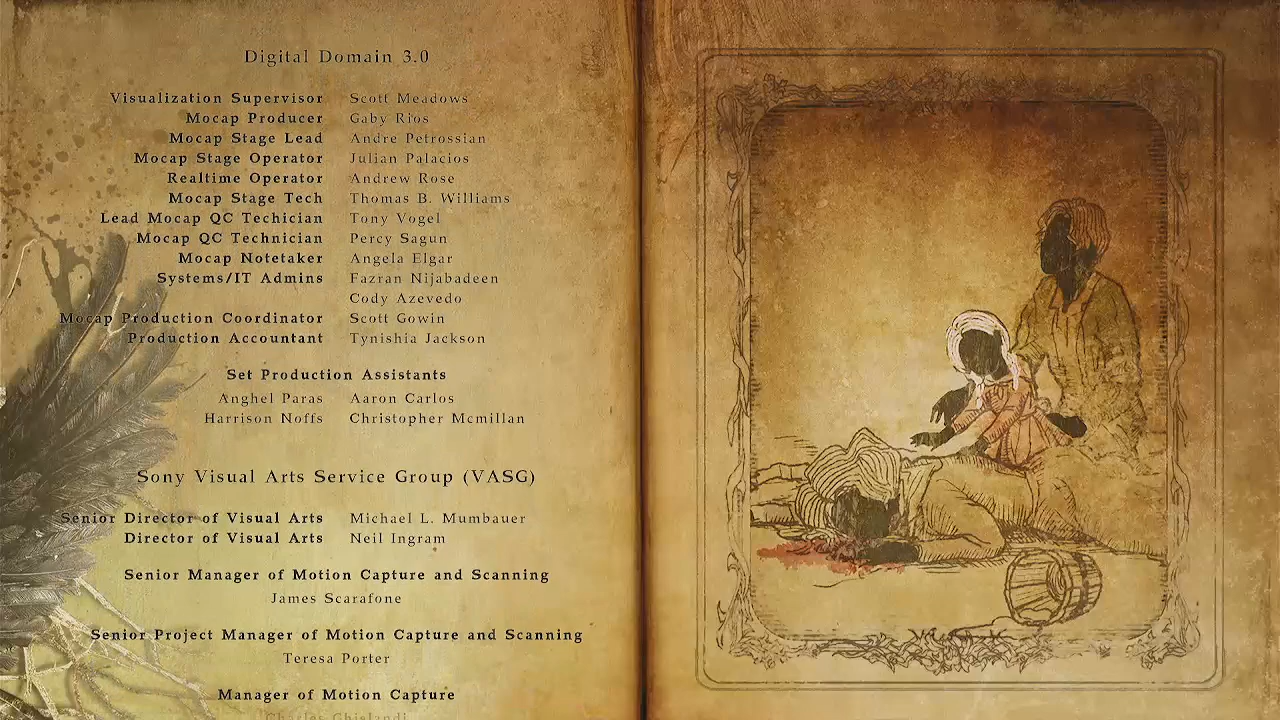 Digital Domain 3.0
Visualization Supervisor Scott Meadows
Mocap Producer Gaby Rios
Mocap Stage Lead Andre Petrossian
Mocap Stage Operator Julian Palacios
Realtime Operator Andrew Rose
Mocap Stage Tech Thomas B. Williams
Lead Mocap QC Techician Tony Vogel
Mocap QC Technician Percy Sagun
Mocap Notetaker Angela Elgar
Systems/IT Admins Fazran Nijabadeen
Cody Azevedo
Mocap Production Coordinator Scott Gowin
Production Accountant Tynishia Jackson
Set Production Assistants
Anghel Paras Aaron Carlos
Harrison Noffs Christopher Mcmillan
Sony Visual Arts Service Group (VASG)
Senior Director of Visual Arts Michael L. Mumbauer
Director of Visual Arts Neil Ingram
Senior Manager of Motion Capture and Scanning
James Scarafone
Senior Project Manager of Motion Capture and Scanning
Teresa Porter
Manager of Motion Capture
Charles Ghislandi